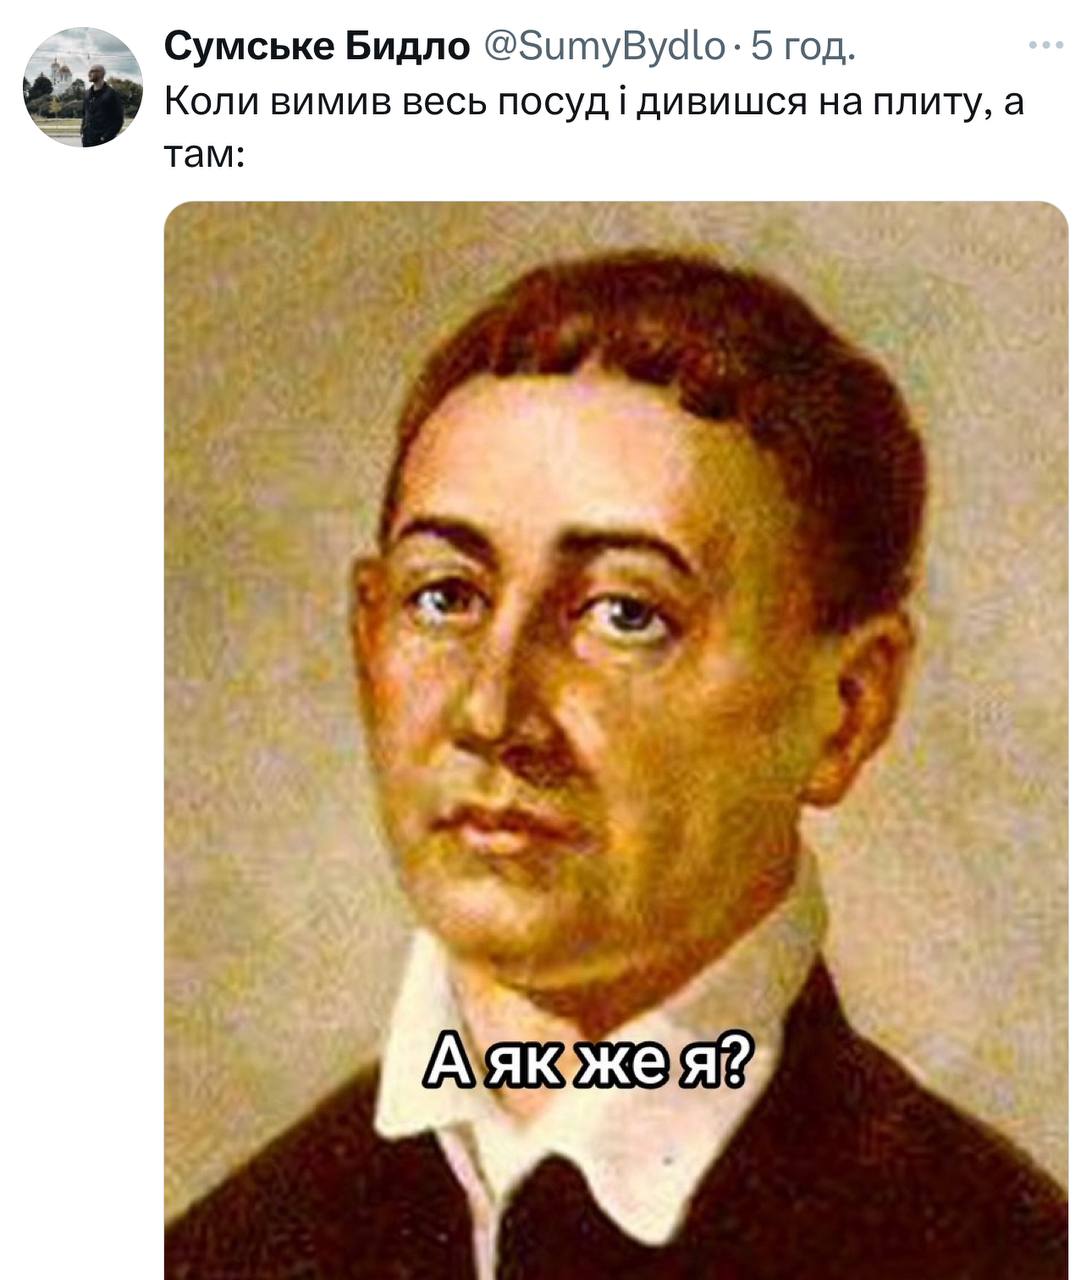 Сумське Бидло @SumyBydlo · 5 год.
Коли вимив весь посуд і дивишся на плиту, а
там:
А як же я?